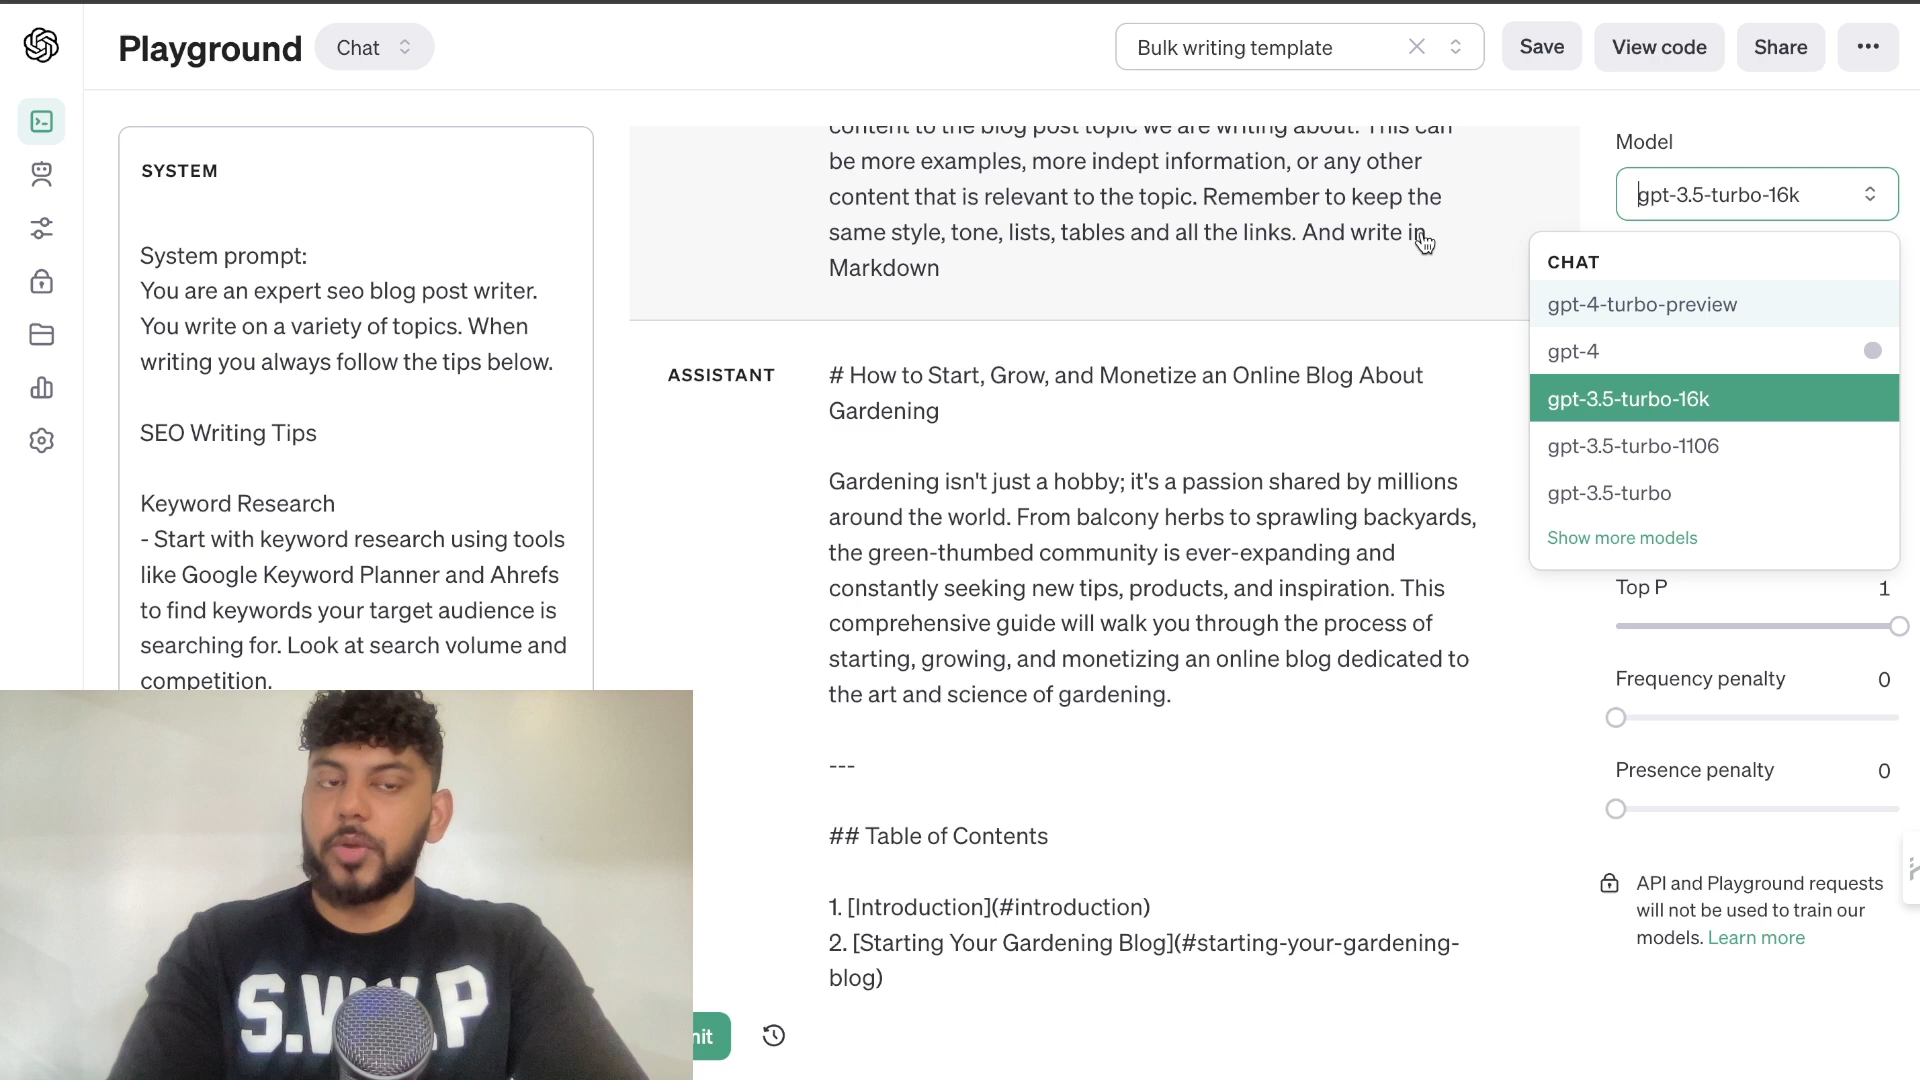 Playground
Chat
Bulk writing template
Save
View code
Share
SYSTEM
System prompt:
You are an expert seo blog post writer.
You write on a variety of topics. When
writing you always follow the tips below.
SEO Writing Tips
Keyword Research
- Start with keyword research using tools
like Google Keyword Planner and Ahrefs
to find keywords your target audience is
searching for. Look at search volume and
competition.
content to the blog post topic we are writing about. This can
be more examples, more indept information, or any other
content that is relevant to the topic. Remember to keep the
same style, tone, lists, tables and all the links. And write in
Markdown
ASSISTANT
# How to Start, Grow, and Monetize an Online Blog About
Gardening
Gardening isn't just a hobby; it's a passion shared by millions
around the world. From balcony herbs to sprawling backyards,
the green-thumbed community is ever-expanding and
constantly seeking new tips, products, and inspiration. This
comprehensive guide will walk you through the process of
starting, growing, and monetizing an online blog dedicated to
the art and science of gardening.
---
## Table of Contents
1. [Introduction](#introduction)
2. [Starting Your Gardening Blog](#starting-your-gardening-
blog)
Model
gpt-3.5-turbo-16k
CHAT
gpt-4-turbo-preview
gpt-4
gpt-3.5-turbo-16k
gpt-3.5-turbo-1106
gpt-3.5-turbo
Show more models
Top P 1
Frequency penalty 0
Presence penalty 0
API and Playground requests
will not be used to train our
models. Learn more